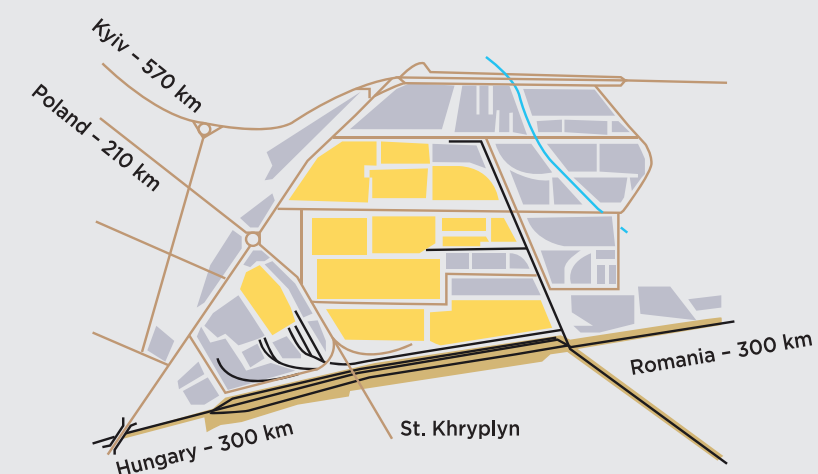 Kyiv – 570 km
Poland – 210 km
Romania – 300 km
St. Khryplyn
Hungary – 300 km